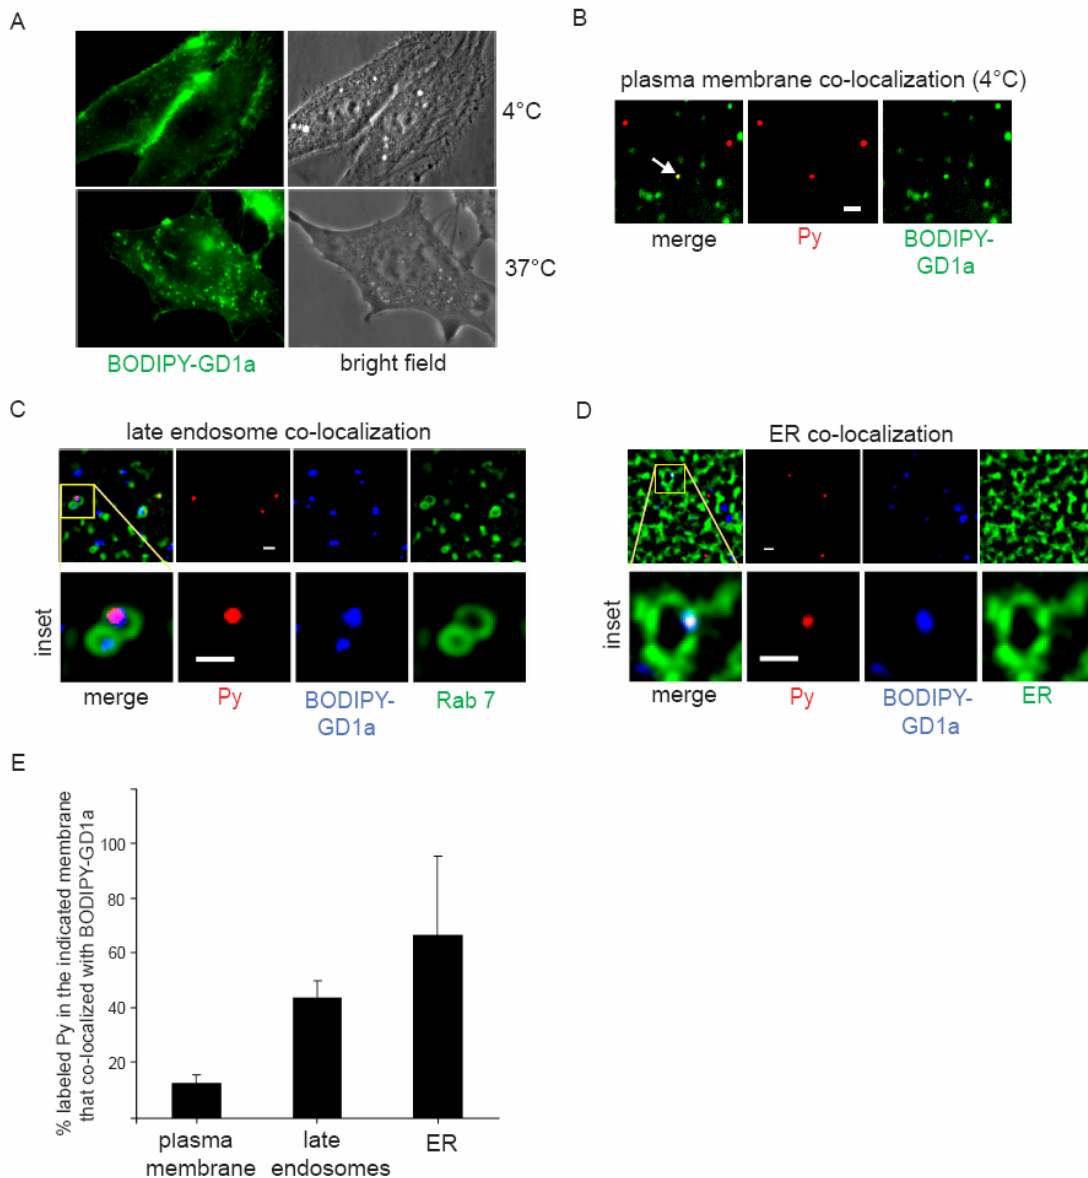 A
4°C
37°C
BODIPY-GD1a
bright field
B
plasma membrane co-localization (4°C)
merge
Py
BODIPY-
GD1a
C
late endosome co-localization
inset
merge
Py
BODIPY-
GD1a
Rab 7
D
ER co-localization
inset
merge
Py
BODIPY-
GD1a
ER
E
% labeled Py in the indicated membrane
that co-localized with BODIPY-GD1a
100
80
60
40
20
plasma
membrane
late
endosomes
ER